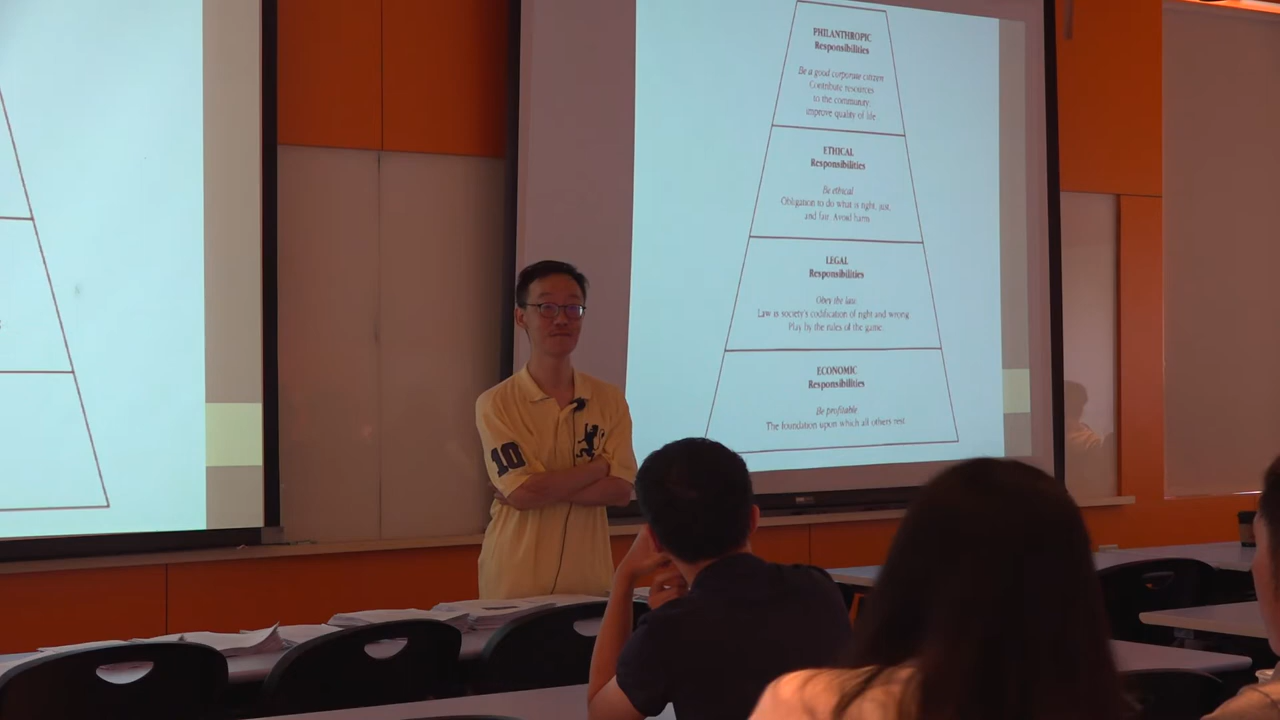 PHILANTHROPIC
Responsibilities
Be a good corporate citizen
Contribute resources
to the community;
improve quality of life
ETHICAL
Responsibilities
Be ethical
Obligation to do what is right, just,
and fair. Avoid harm
LEGAL
Responsibilities
Obey the law.
Law is society's codification of right and wrong
Play by the rules of the game.
ECONOMIC
Responsibilities
Be profitable
The foundation upon which all others rest
10